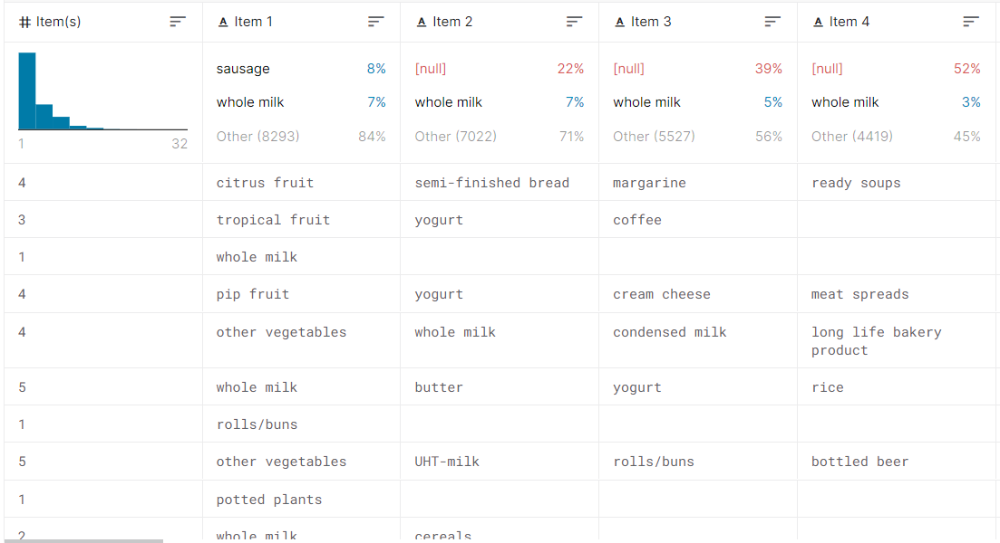 # Item(s) A Item 1 A Item 2 A Item 3 A Item 4
sausage 8% [null] 22% [null] 39% [null] 52%
whole milk 7% whole milk 7% whole milk 5% whole milk 3%
1 32 Other (8293) 84% Other (7022) 71% Other (5527) 56% Other (4419) 45%
4 citrus fruit semi-finished bread margarine ready soups
3 tropical fruit yogurt coffee
1 whole milk
4 pip fruit yogurt cream cheese meat spreads
4 other vegetables whole milk condensed milk long life bakery
product
5 whole milk butter yogurt rice
1 rolls/buns
5 other vegetables UHT-milk rolls/buns bottled beer
1 potted plants
2 whole milk cereals